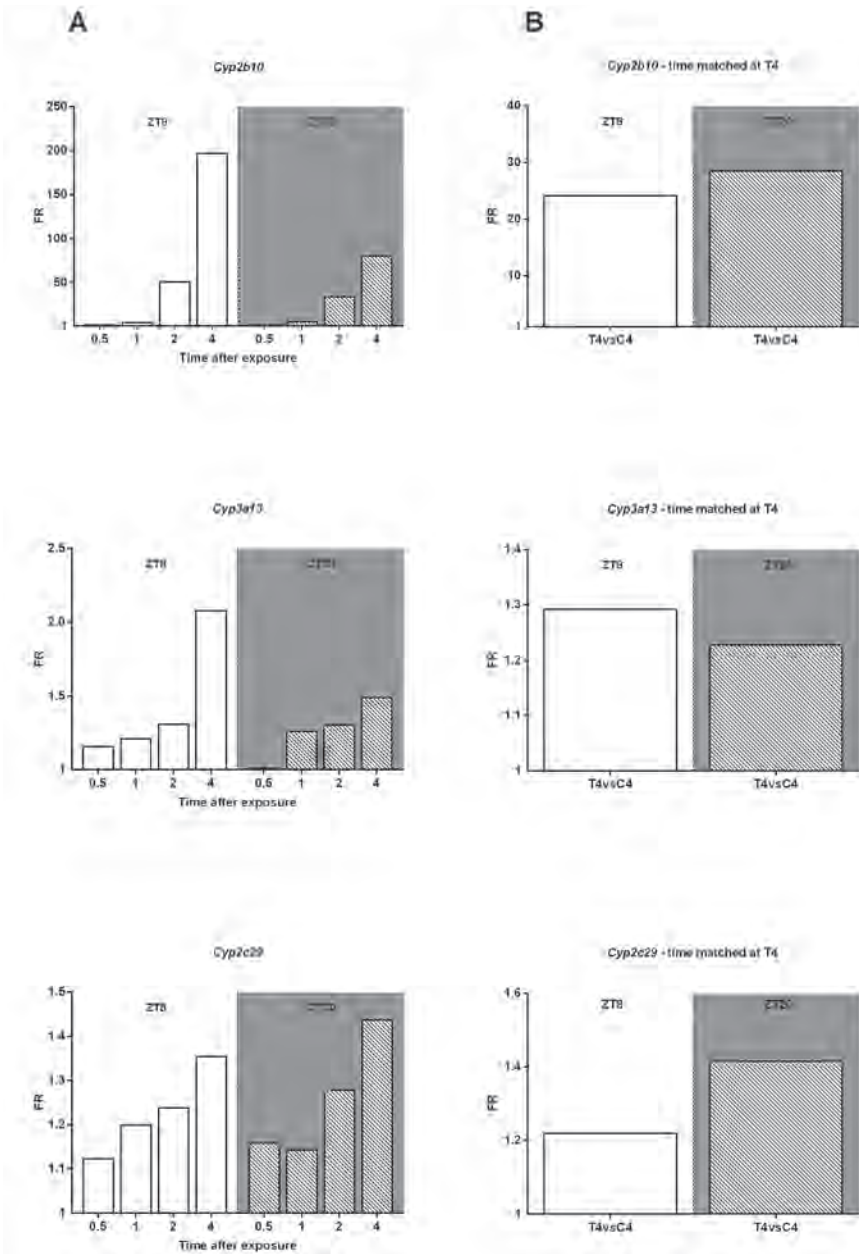 A
B
Cyp2b10
Cyp2b10 - time matched at T4
250
200
150
100
50
1
FR
ZT8
0.5 1 2 4 0.5 1 2 4
Time after exposure
40
30
20
10
1
FR
ZT8
T4vsC4 T4vsC4
Cyp3a13
Cyp3a13 - time matched at T4
2.5
2.0
1.5
1
FR
ZT8
0.5 1 2 4 0.5 1 2 4
Time after exposure
1.4
1.3
1.2
1.1
1
FR
ZT8
T4vsC4 T4vsC4
Cyp2c29
Cyp2c29 - time matched at T4
1.5
1.4
1.3
1.2
1.1
1
FR
ZT8
0.5 1 2 4 0.5 1 2 4
Time after exposure
1.6
1.4
1.2
1
FR
ZT8 ZT20
T4vsC4 T4vsC4